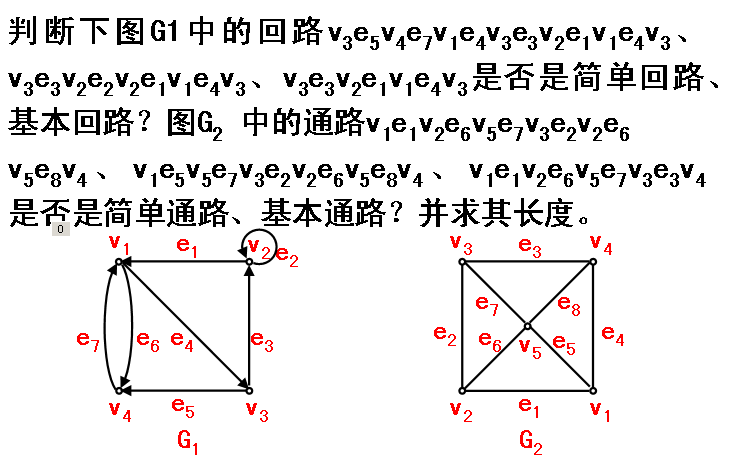 判断下图G1中的回路v₃e₅v₄e₇v₁e₄v₃e₃v₂e₁v₁e₄v₃、
v₃e₃v₂e₂v₂e₁v₁e₄v₃、v₃e₃v₂e₁v₁e₄v₃是否是简单回路、
基本回路？图G₂ 中的通路v₁e₁v₂e₆v₅e₇v₃e₂v₂e₆
v₅e₈v₄、 v₁e₅v₅e₇v₃e₂v₂e₆v₅e₈v₄、 v₁e₁v₂e₆v₅e₇v₃e₃v₄
是否是简单通路、基本通路？并求其长度。
0
v₁ e₁ v₂ e₂
e₇ e₆ e₄ e₃
v₄ e₅ v₃
G₁
v₃ e₃ v₄
e₇ e₈
e₂ e₆ v₅ e₅ e₄
v₂ e₁ v₁
G₂